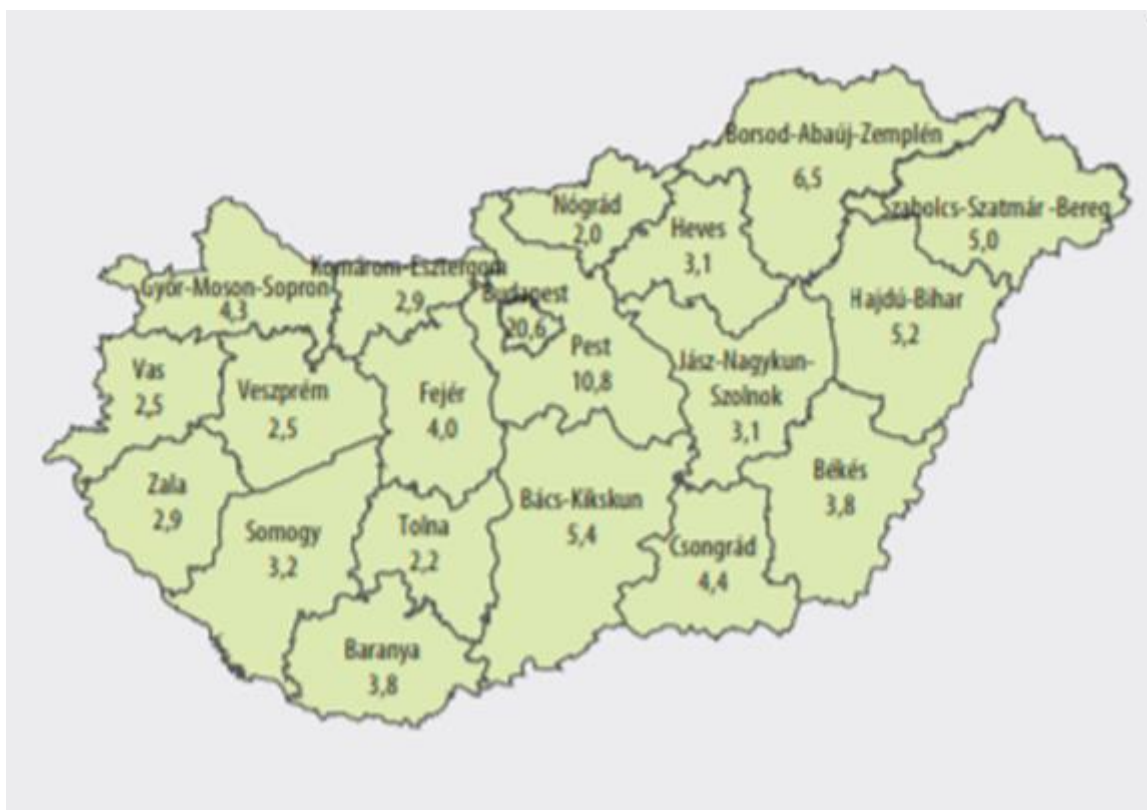 Borsod-Abaúj-Zemplén
6,5
Szabolcs-Szatmár -Bereg
5,0
Nógrád
2,0
Heves
3,1
Komárom-Esztergom
2,9
Győr-Moson-Sopron
4,3
Budapest
20,6
Hajdú-Bihar
5,2
Pest
10,8
Jász-Nagykun-
Szolnok
3,1
Vas
2,5
Veszprém
2,5
Fejér
4,0
Békés
3,8
Zala
2,9
Bács-Kikskun
5,4
Somogy
3,2
Tolna
2,2
Csongrád
4,4
Baranya
3,8